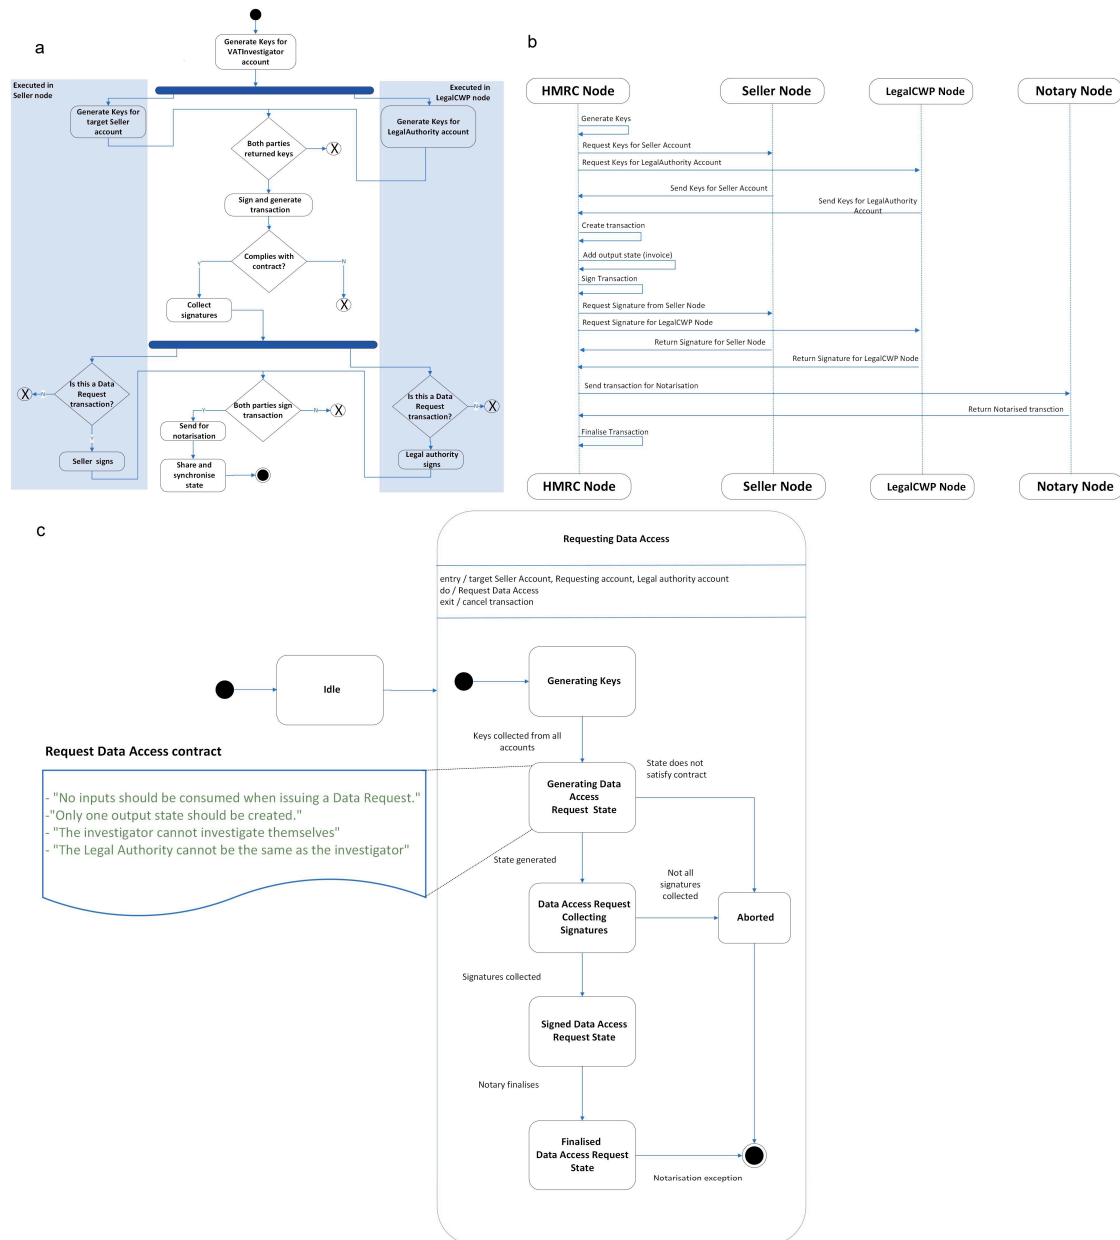 a
Generate Keys for
VATInvestigator
account
Executed in
Seller node
Executed in
LegalCWP node
Generate Keys for
target Seller
account
Generate Keys for
LegalAuthority account
Both parties
returned keys
X
Sign and generate
transaction
Complies with
contract?
Y
N
X
Collect
signatures
Is this a Data
Request
transaction?
N
X
Y
Seller signs
Both parties sign
transaction
Y
N
X
Send for
notarisation
Share and
synchronise
state
Is this a Data
Request
transaction?
N
X
Y
Legal authority
signs
b
HMRC Node
Seller Node
LegalCWP Node
Notary Node
Generate Keys
Request Keys for Seller Account
Request Keys for LegalAuthority Account
Send Keys for Seller Account
Send Keys for LegalAuthority
Account
Create transaction
Add output state (invoice)
Sign Transaction
Request Signature from Seller Node
Request Signature for LegalCWP Node
Return Signature for Seller Node
Return Signature for LegalCWP Node
Send transaction for Notarisation
Return Notarised transction
Finalise Transaction
HMRC Node
Seller Node
LegalCWP Node
Notary Node
c
Requesting Data Access
entry / target Seller Account, Requesting account, Legal authority account
do / Request Data Access
exit / cancel transaction
Idle
Generating Keys
Keys collected from all
accounts
Request Data Access contract
- "No inputs should be consumed when issuing a Data Request."
-"Only one output state should be created."
- "The investigator cannot investigate themselves"
- "The Legal Authority cannot be the same as the investigator"
Generating Data
Access
Request State
State does not
satisfy contract
State generated
Not all
signatures
collected
Data Access Request
Collecting
Signatures
Aborted
Signatures collected
Signed Data Access
Request State
Notary finalises
Finalised
Data Access Request
State
Notarisation exception